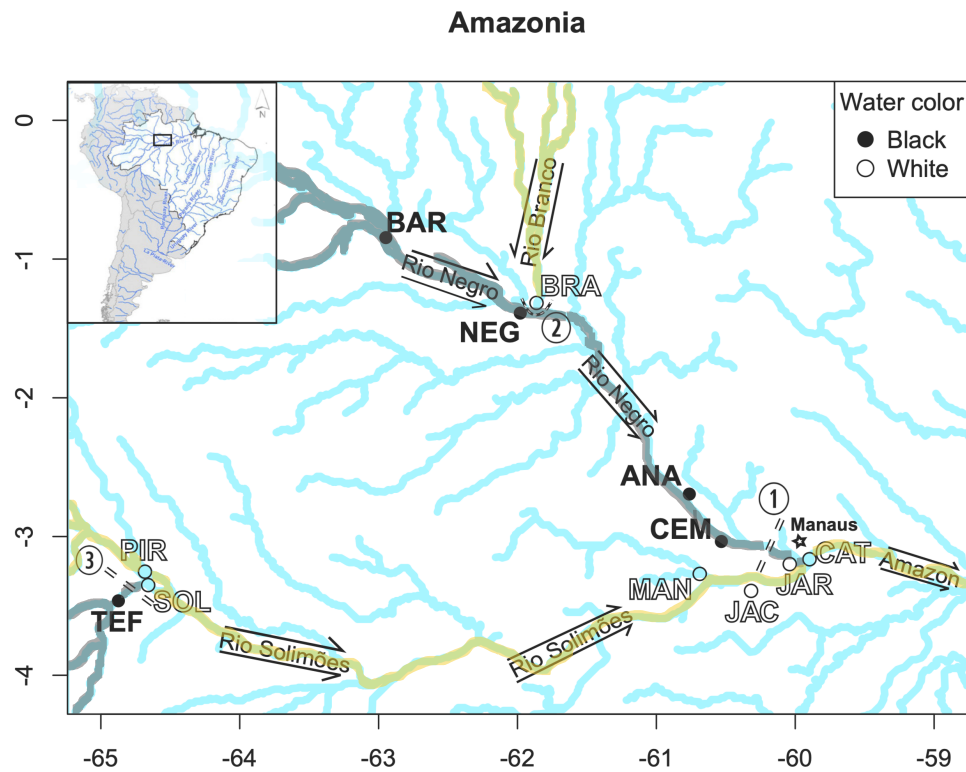 Amazonia
Water color
Black
White
N
0
-1
-2
-3
-4
BAR
Rio Negro
Rio Branco
BRA
NEG
2
Rio Negro
ANA
CEM
1
Manaus
CAT
Amazon
MAN
JAR
JAC
3
PIR
SOL
TEF
Rio Solimões
Rio Solimões
-65
-64
-63
-62
-61
-60
-59